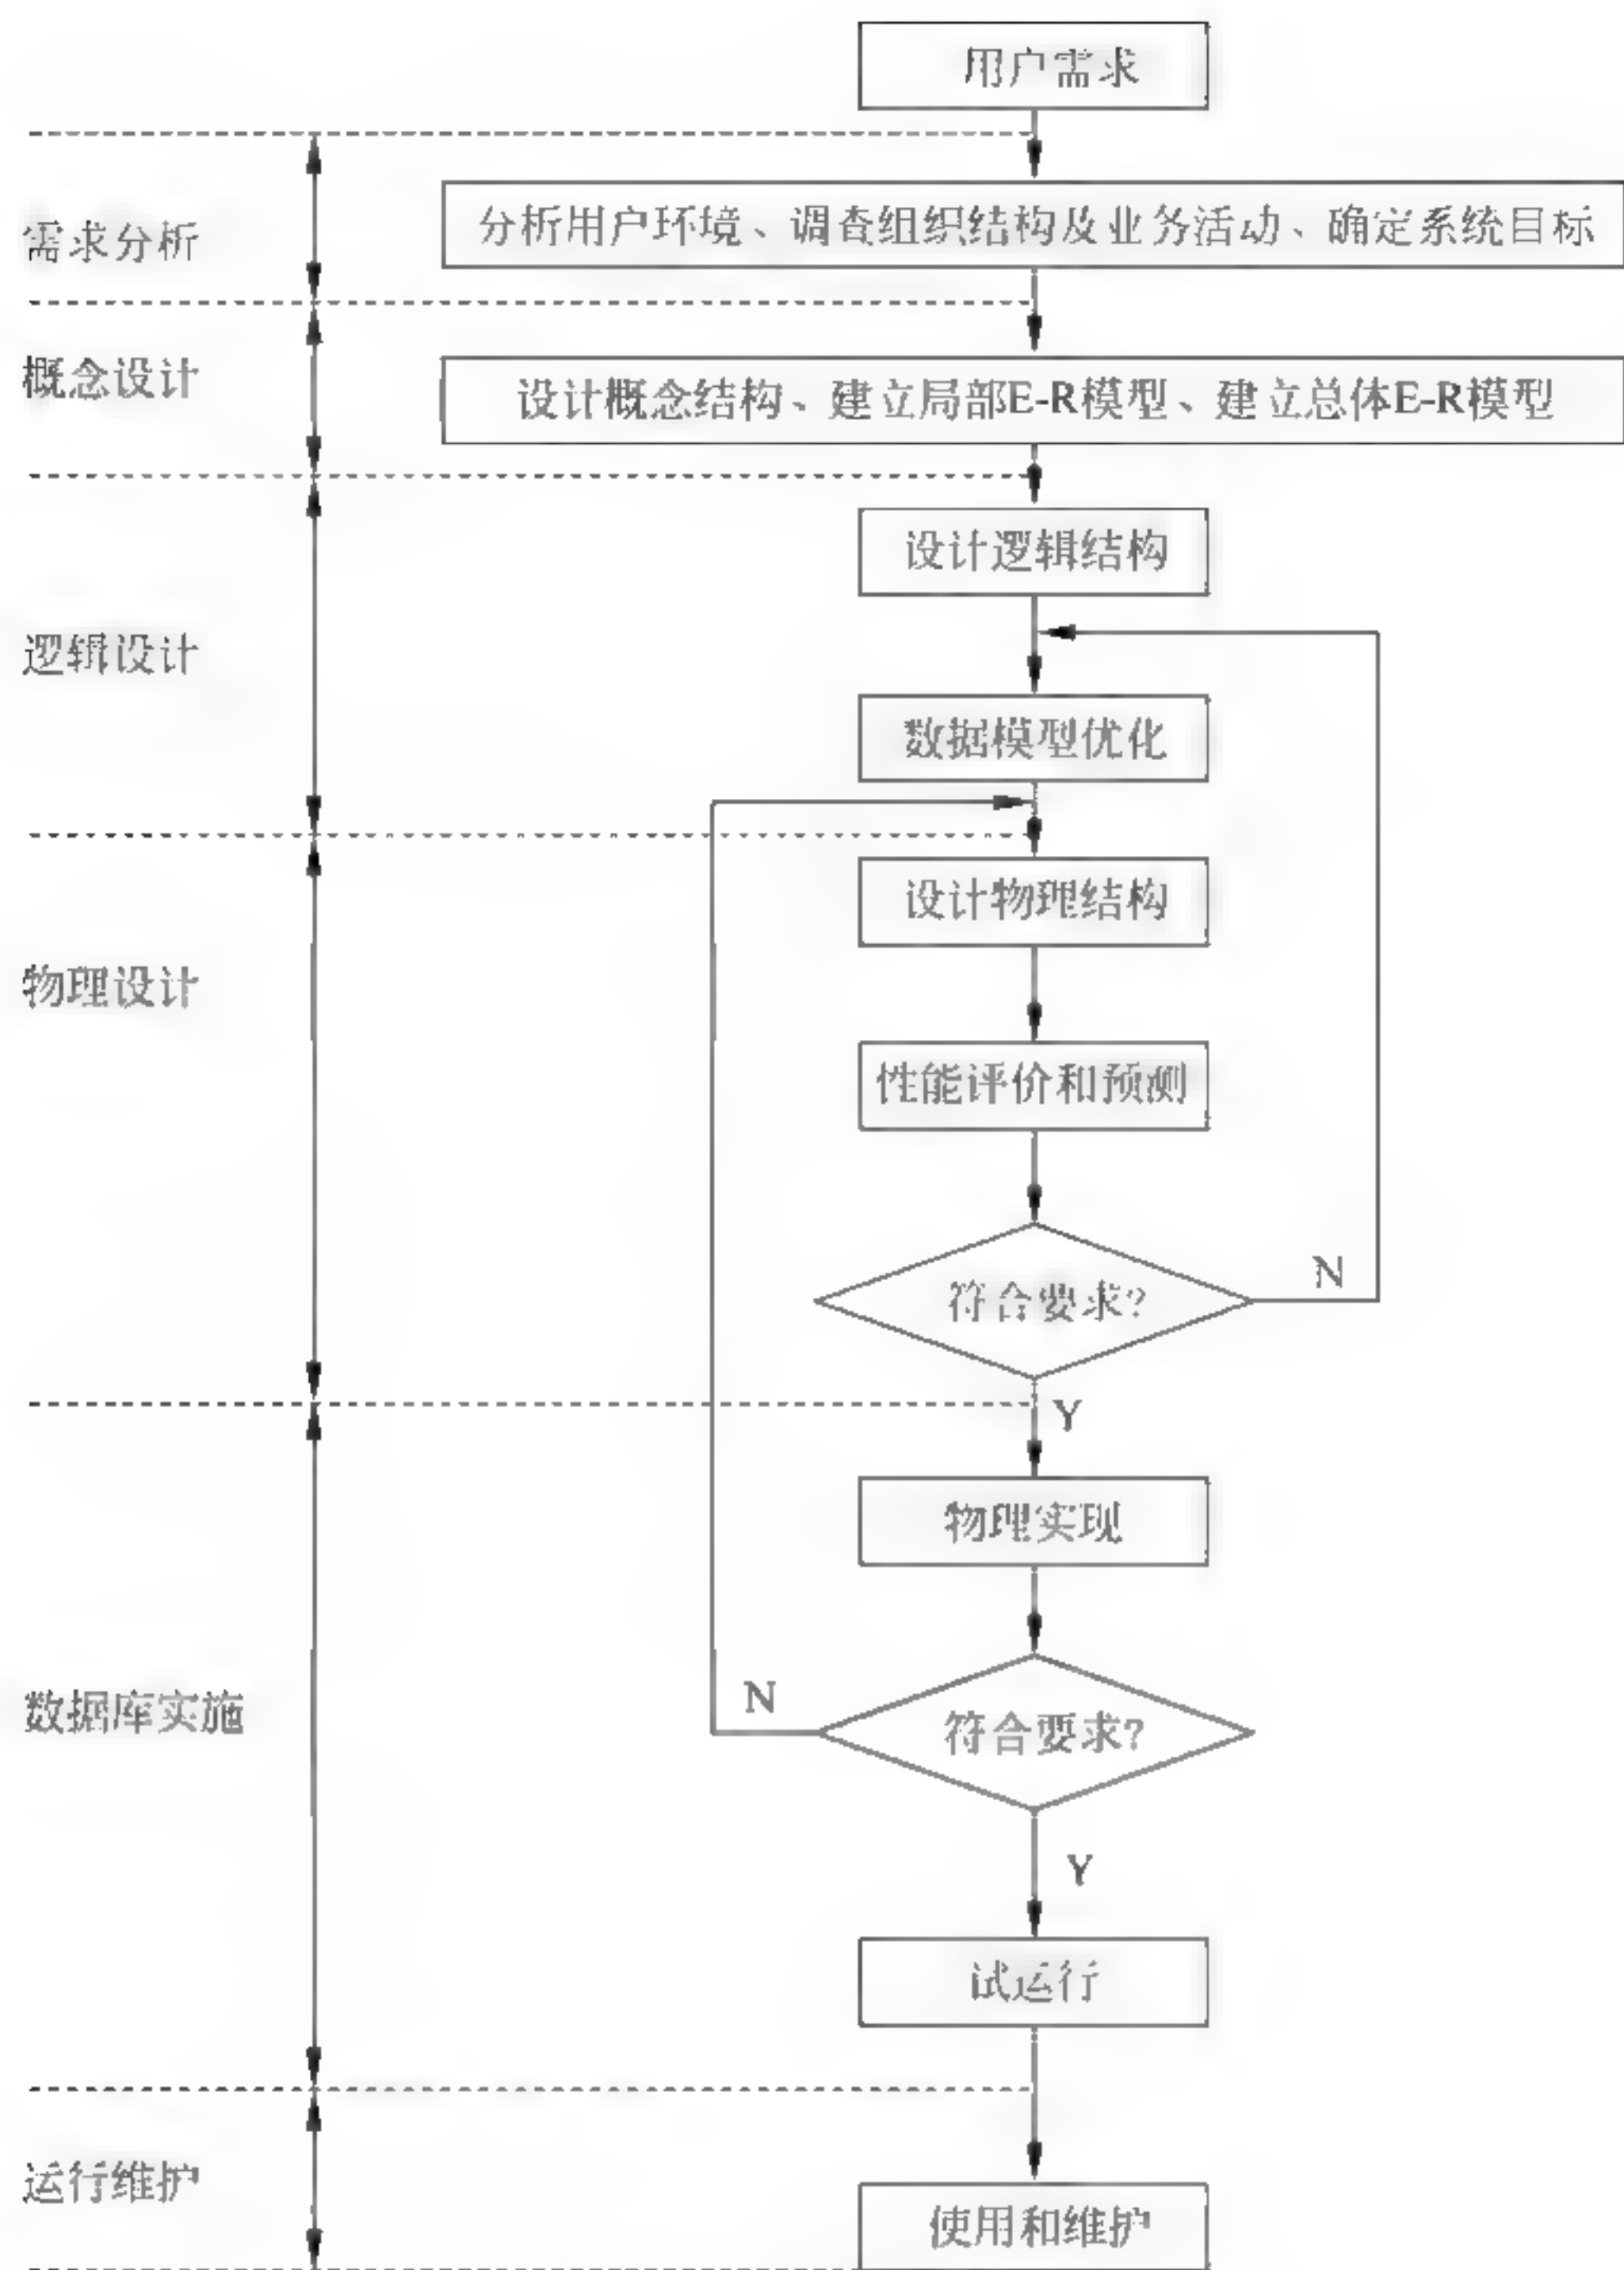 用户需求
需求分析
分析用户环境、调查组织结构及业务活动、确定系统目标
概念设计
设计概念结构、建立局部E-R模型、建立总体E-R模型
设计逻辑结构
逻辑设计
数据模型优化
设计物理结构
物理设计
性能评价和预测
符合要求?
N
Y
物理实现
数据库实施
N
符合要求?
Y
试运行
运行维护
使用和维护